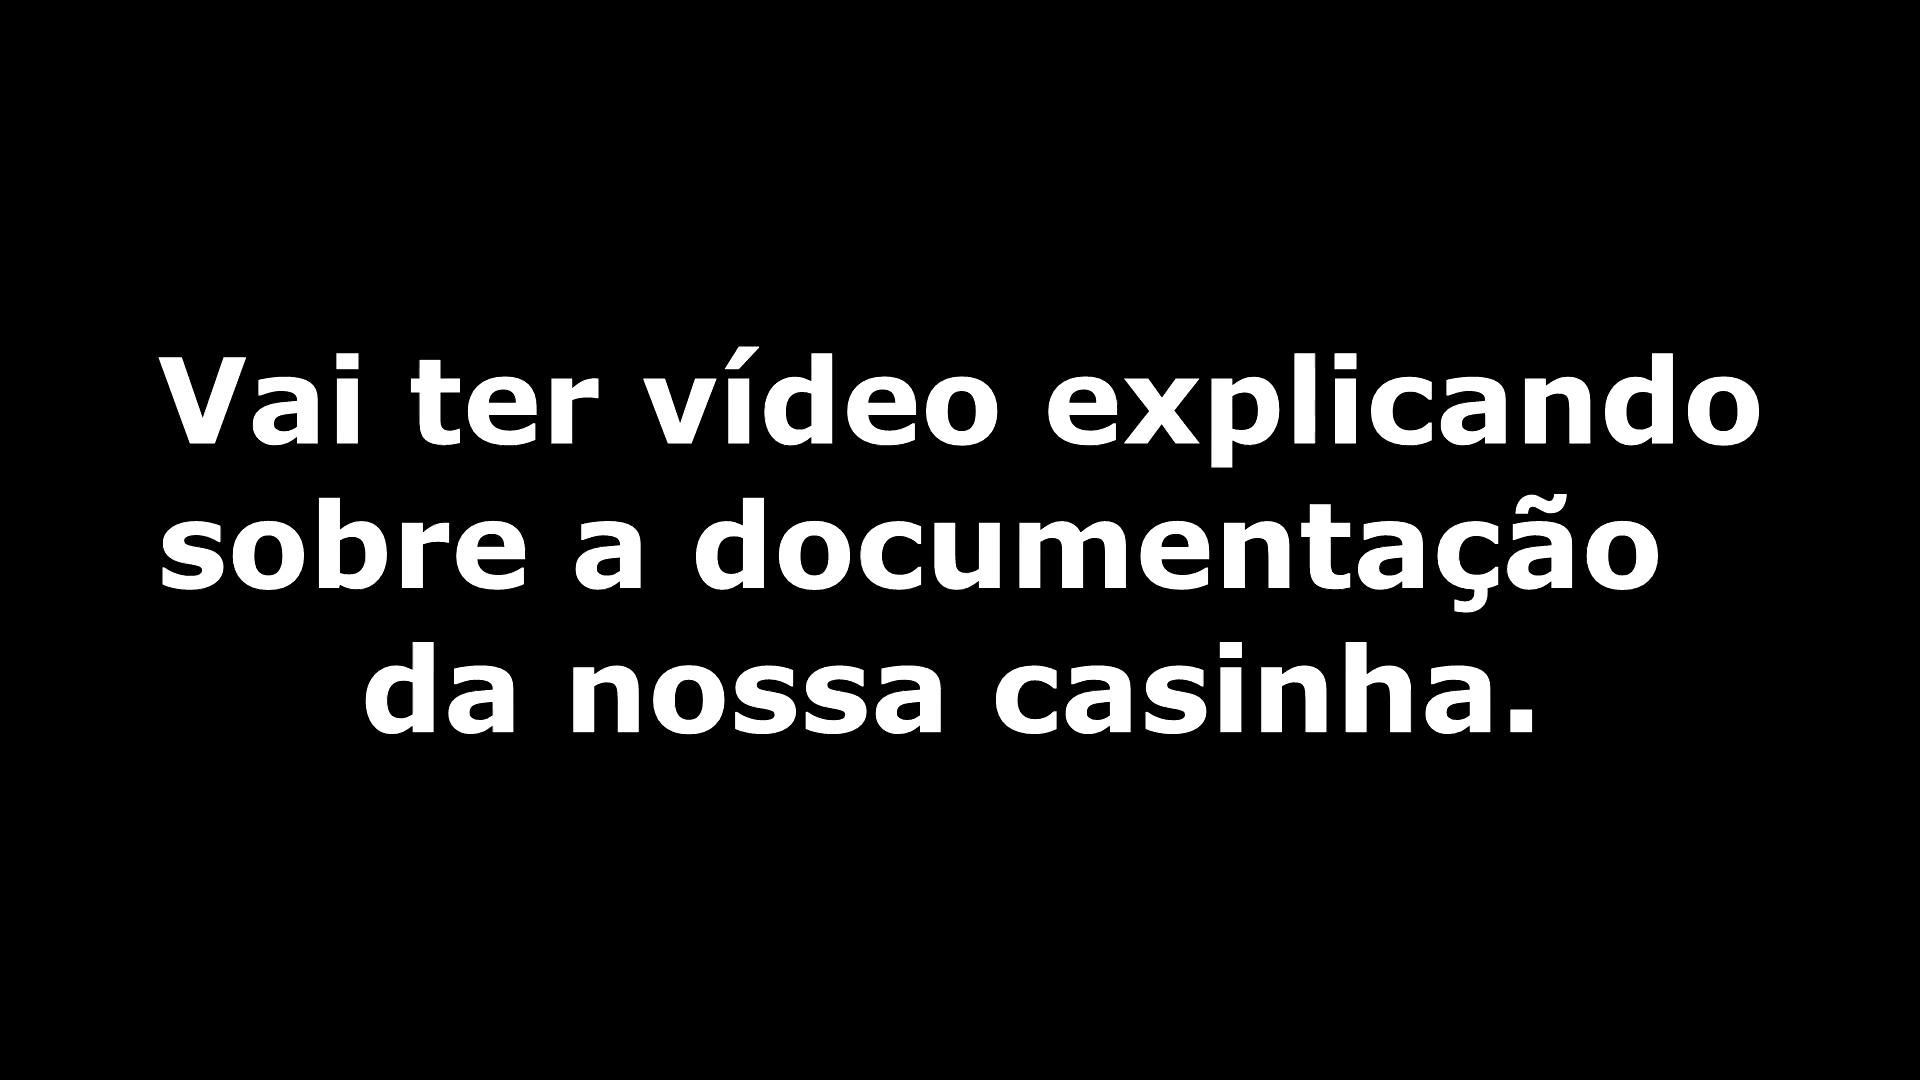 Vai ter vídeo explicando
sobre a documentação
da nossa casinha.